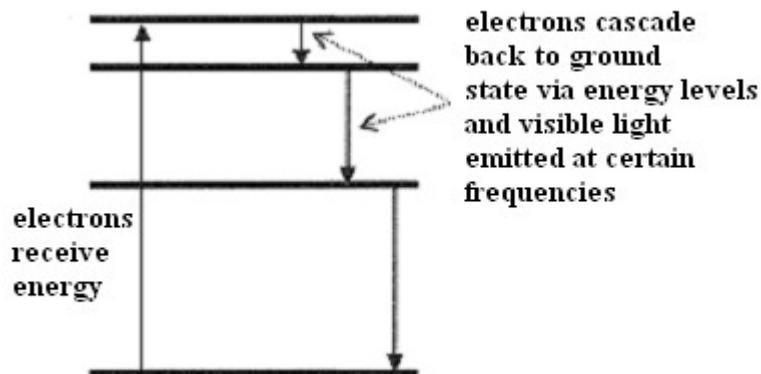 electrons cascade
back to ground
state via energy levels
and visible light
emitted at certain
frequencies
electrons
receive
energy